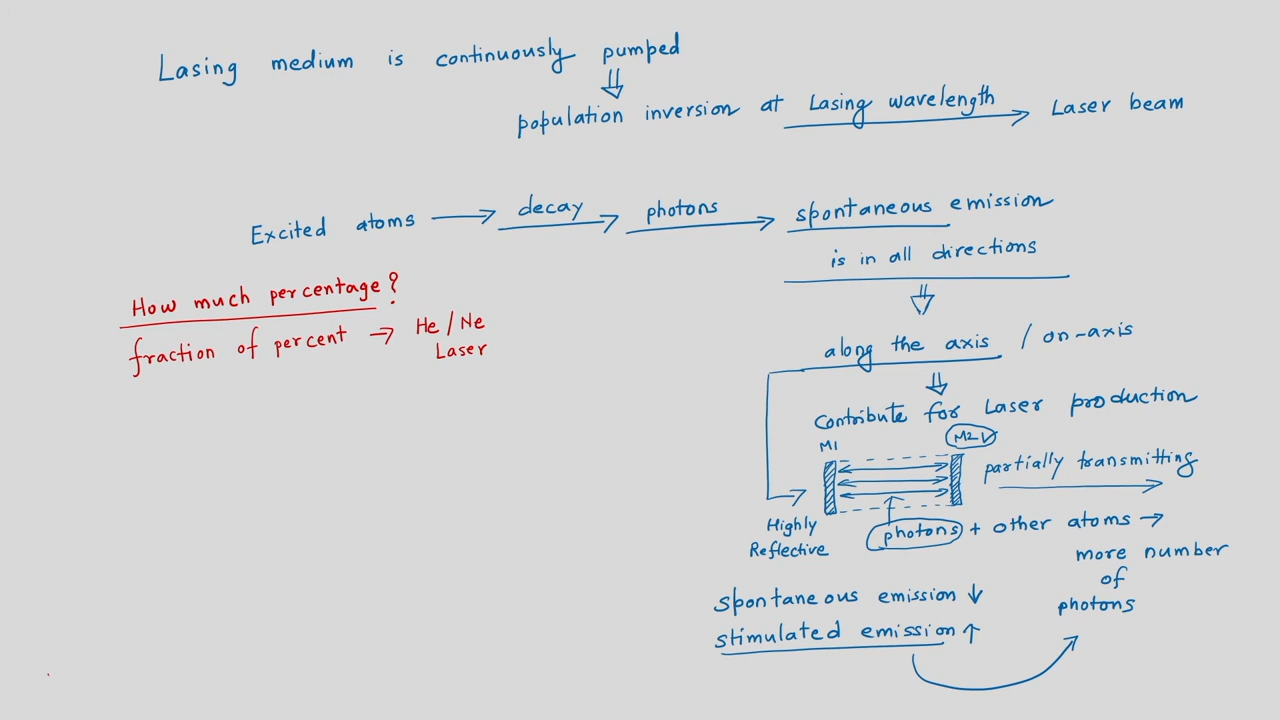 Lasing medium is continuously pumped
⇓
population inversion at Lasing wavelength → Laser beam
Excited atoms → decay → photons → spontaneous emission
is in all directions
⇓
How much percentage?
fraction of percent → He / Ne
Laser
along the axis / on-axis
⇓
Contribute for Laser production
M1
M2
partially transmitting
Highly
Reflective
photons + other atoms →
more number
of
photons
spontaneous emission ↓
stimulated emission ↑